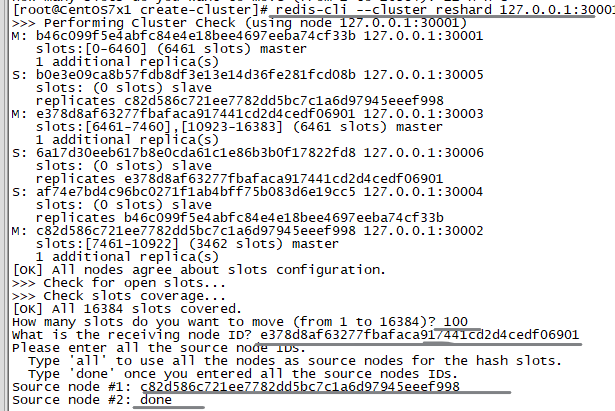 [root@centos7x1 create-cluster]# redis-cli --cluster reshard 127.0.0.1:30001
>>> Performing Cluster Check (using node 127.0.0.1:30001)
M: b46c099f5e4abfc84e4e18bee4697eeba74cf33b 127.0.0.1:30001
slots:[0-6460] (6461 slots) master
1 additional replica(s)
S: b0e3e09ca8b57fdb8df3e13e14d36fe281fcd08b 127.0.0.1:30005
slots: (0 slots) slave
replicates c82d586c721ee7782dd5bc7c1a6d97945eeef998
M: e378d8af63277fbafaca917441cd2d4cedf06901 127.0.0.1:30003
slots:[6461-7460],[10923-16383] (6461 slots) master
1 additional replica(s)
S: 6a17d30eeb617b8e0cda61c1e86b3b0f17822fd8 127.0.0.1:30006
slots: (0 slots) slave
replicates e378d8af63277fbafaca917441cd2d4cedf06901
S: af74e7bd4c96bc0271f1ab4bff75b083d6e19cc5 127.0.0.1:30004
slots: (0 slots) slave
replicates b46c099f5e4abfc84e4e18bee4697eeba74cf33b
M: c82d586c721ee7782dd5bc7c1a6d97945eeef998 127.0.0.1:30002
slots:[7461-10922] (3462 slots) master
1 additional replica(s)
[OK] All nodes agree about slots configuration.
>>> Check for open slots...
>>> Check slots coverage...
[OK] All 16384 slots covered.
How many slots do you want to move (from 1 to 16384)? 100
What is the receiving node ID? e378d8af63277fbafaca917441cd2d4cedf06901
Please enter all the source node IDs.
Type 'all' to use all the nodes as source nodes for the hash slots.
Type 'done' once you entered all the source nodes IDs.
Source node #1: c82d586c721ee7782dd5bc7c1a6d97945eeef998
Source node #2: done